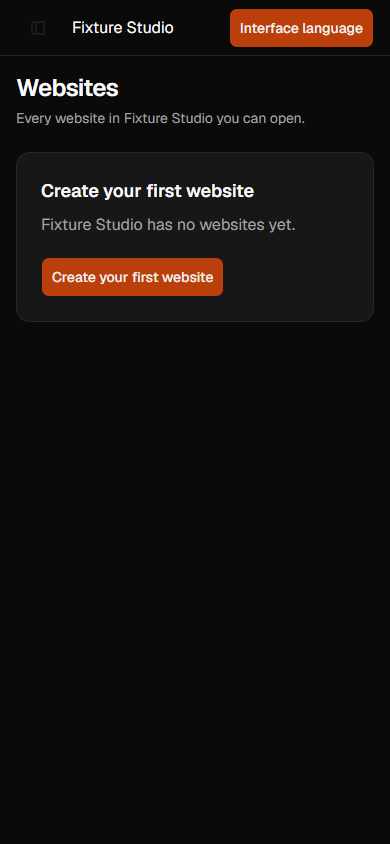 Fixture Studio
Interface language
Websites
Every website in Fixture Studio you can open.
Create your first website
Fixture Studio has no websites yet.
Create your first website